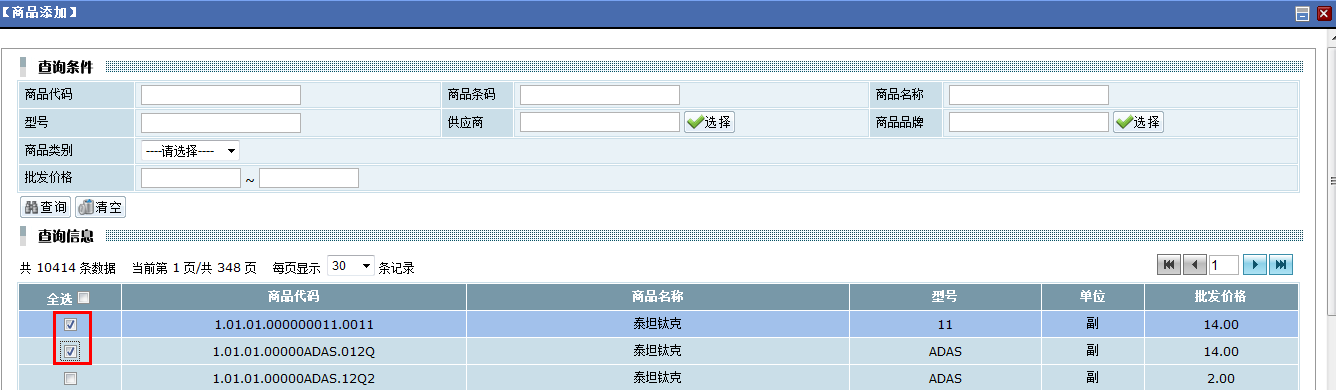 【商品添加】
查询条件
商品代码 商品条码 商品名称
型号 供应商 选择 商品品牌 选择
商品类别 ----请选择----
批发价格 ~
查询 清空
查询信息
共 10414 条数据 当前第 1 页/共 348 页 每页显示 30 条记录 1
全选 商品代码 商品名称 型号 单位 批发价格
1.01.01.000000011.0011 泰坦钛克 11 副 14.00
1.01.01.00000ADAS.012Q 泰坦钛克 ADAS 副 14.00
1.01.01.00000ADAS.12Q2 泰坦钛克 ADAS 副 2.00